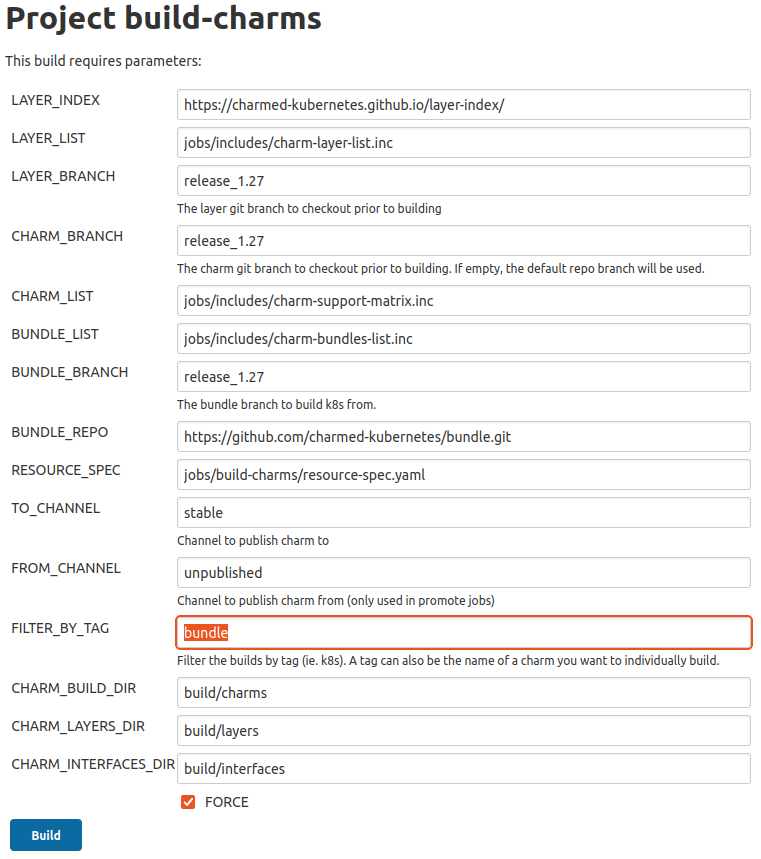 Project build-charms
This build requires parameters:
LAYER_INDEX https://charmed-kubernetes.github.io/layer-index/
LAYER_LIST jobs/includes/charm-layer-list.inc
LAYER_BRANCH release_1.27
The layer git branch to checkout prior to building
CHARM_BRANCH release_1.27
The charm git branch to checkout prior to building. If empty, the default repo branch will be used.
CHARM_LIST jobs/includes/charm-support-matrix.inc
BUNDLE_LIST jobs/includes/charm-bundles-list.inc
BUNDLE_BRANCH release_1.27
The bundle branch to build k8s from.
BUNDLE_REPO https://github.com/charmed-kubernetes/bundle.git
RESOURCE_SPEC jobs/build-charms/resource-spec.yaml
TO_CHANNEL stable
Channel to publish charm to
FROM_CHANNEL unpublished
Channel to publish charm from (only used in promote jobs)
FILTER_BY_TAG bundle
Filter the builds by tag (ie. k8s). A tag can also be the name of a charm you want to individually build.
CHARM_BUILD_DIR build/charms
CHARM_LAYERS_DIR build/layers
CHARM_INTERFACES_DIR build/interfaces
FORCE
Build